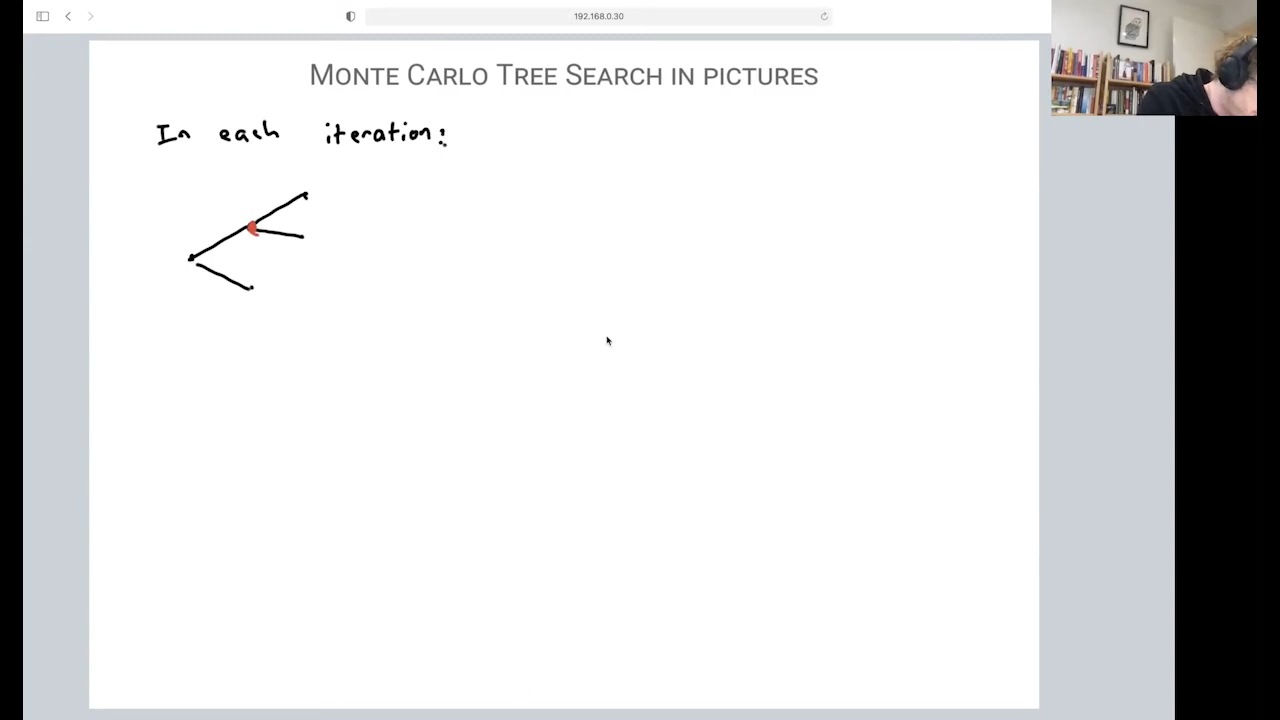 192.168.0.30
Monte Carlo Tree Search in pictures
In each iteration: